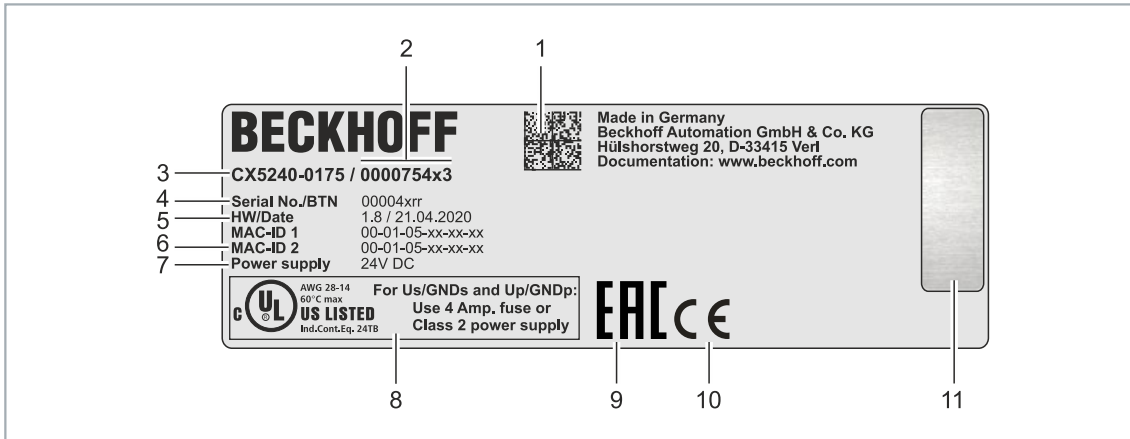 2
1
BECKHOFF
Made in Germany
Beckhoff Automation GmbH & Co. KG
Hülshorstweg 20, D-33415 Verl
Documentation: www.beckhoff.com
3
CX5240-0175 / 0000754x3
4
Serial No./BTN 00004xrr
5
HW/Date 1.8 / 21.04.2020
MAC-ID 1 00-01-05-xx-xx-xx
6
MAC-ID 2 00-01-05-xx-xx-xx
7
Power supply 24V DC
C UL ®
AWG 28-14
60°C max
US LISTED
Ind.Cont.Eq. 24TB
For Us/GNDs and Up/GNDp:
Use 4 Amp. fuse or
Class 2 power supply
EAC CE
8
9
10
11